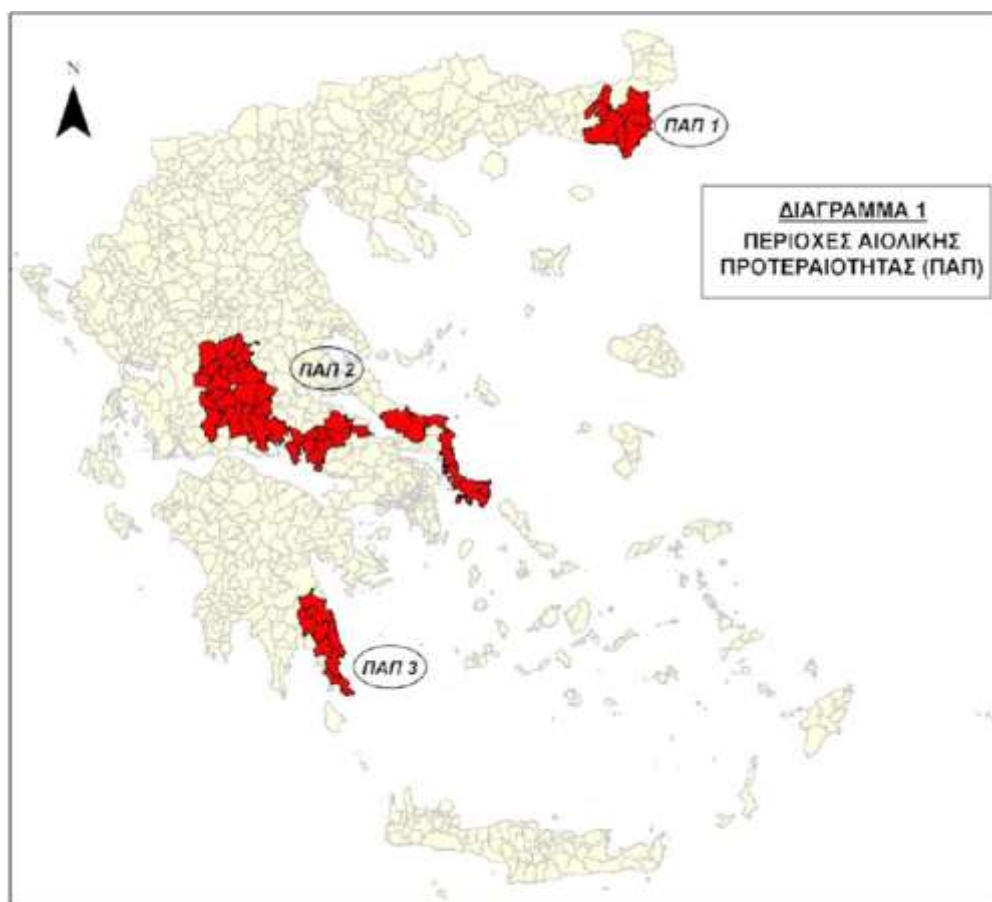 N
ΠΑΠ 1
ΔΙΑΓΡΑΜΜΑ 1
ΠΕΡΙΟΧΕΣ ΑΙΟΛΙΚΗΣ
ΠΡΟΤΕΡΑΙΟΤΗΤΑΣ (ΠΑΠ)
ΠΑΠ 2
ΠΑΠ 3